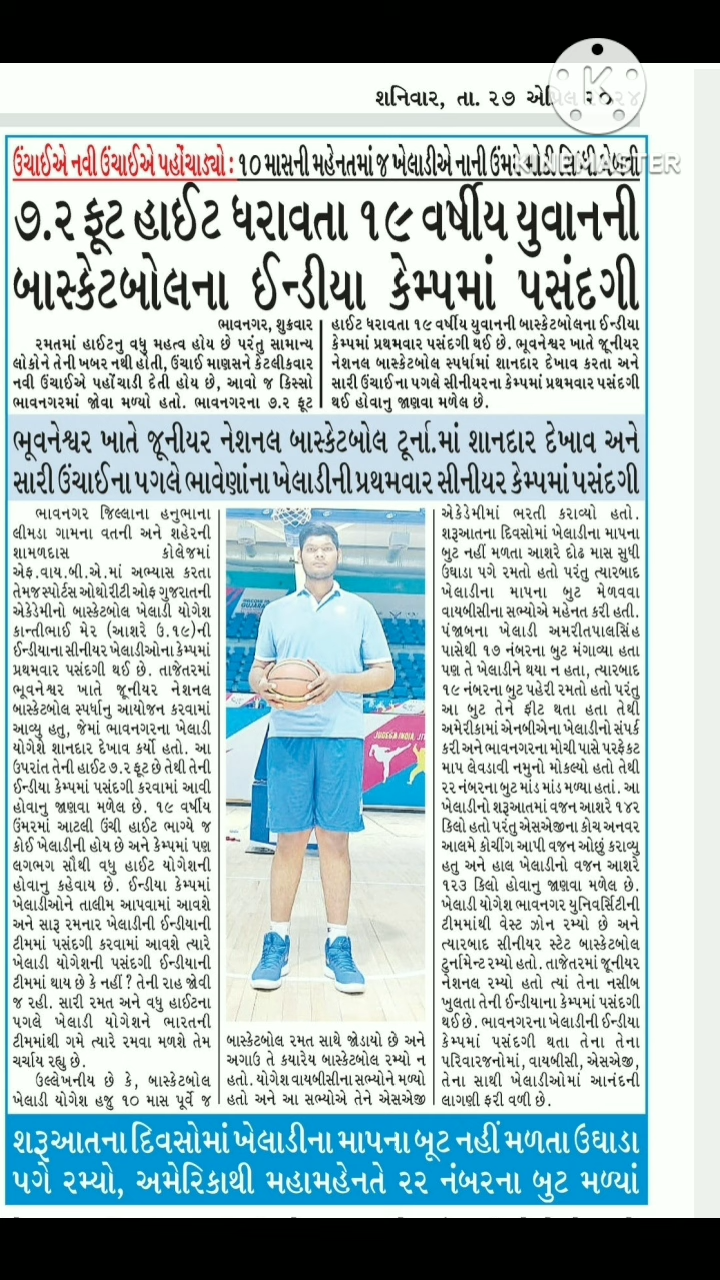 શનિવાર, તા. ૨૭ એપ્રિલ ૨૦૨૪
KINEMASTER
ઉંચાઈએ નવી ઉંચાઈએ પહોંચાડ્યો : ૧૦ માસની મહેનતમાં જ ખેલાડીએ નાની ઉંમરે મોટી સિધ્ધી મેળવી
૭.૨ ફૂટ હાઈટ ધરાવતા ૧૯ વર્ષીય યુવાનની
બાસ્કેટબોલના ઈન્ડીયા કેમ્પમાં પસંદગી
ભાવનગર, શુક્રવાર
રમતમાં હાઈટનુ વધુ મહત્વ હોય છે પરંતુ સામાન્ય
લોકોને તેની ખબર નથી હોતી, ઉંચાઈ માણસને કેટલીકવાર
નવી ઉંચાઈએ પહોંચાડી દેતી હોય છે, આવો જ કિસ્સો
ભાવનગરમાં જોવા મળ્યો હતો. ભાવનગરના ૭.૨ ફૂટ
હાઈટ ધરાવતા ૧૯ વર્ષીય યુવાનની બાસ્કેટબોલના ઈન્ડીયા
કેમ્પમાં પ્રથમવાર પસંદગી થઈ છે. ભૂવનેશ્વર ખાતે જૂનીયર
નેશનલ બાસ્કેટબોલ સ્પર્ધામાં શાનદાર દેખાવ કરતા અને
સારી ઉંચાઈના પગલે સીનીયરના કેમ્પમાં પ્રથમવાર પસંદગી
થઈ હોવાનુ જાણવા મળેલ છે.
ભૂવનેશ્વર ખાતે જૂનીયર નેશનલ બાસ્કેટબોલ ટૂર્ના.માં શાનદાર દેખાવ અને
સારી ઉંચાઈના પગલે ભાવેણાંના ખેલાડીની પ્રથમવાર સીનીયર કેમ્પમાં પસંદગી
ભાવનગર જિલ્લાના હનુભાના
લીમડા ગામના વતની અને શહેરની
શામળદાસ કોલેજમાં
એફ.વાય.બી.એ.માં અભ્યાસ કરતા
તેમજ સ્પોર્ટસ ઓથોરીટી ઓફ ગુજરાતની
એકેડેમીનો બાસ્કેટબોલ ખેલાડી યોગેશ
કાન્તીભાઈ મેર (આશરે ઉ.૧૯)ની
ઈન્ડિયાના સીનીયર ખેલાડીઓના કેમ્પમાં
પ્રથમવાર પસંદગી થઈ છે. તાજેતરમાં
ભૂવનેશ્વર ખાતે જૂનીયર નેશનલ
બાસ્કેટબોલ સ્પર્ધાનુ આયોજન કરવામાં
આવ્યુ હતુ, જેમાં ભાવનગરના ખેલાડી
યોગેશે શાનદાર દેખાવ કર્યો હતો. આ
ઉપરાંત તેની હાઈટ ૭.૨ ફૂટ છે તેથી તેની
ઈન્ડીયા કેમ્પમાં પસંદગી કરવામાં આવી
હોવાનુ જાણવા મળેલ છે. ૧૯ વર્ષીય
ઉંમરમાં આટલી ઉંચી હાઈટ ભાગ્યે જ
કોઈ ખેલાડીની હોય છે અને કેમ્પમાં પણ
લગભગ સૌથી વધુ હાઈટ યોગેશની
હોવાનુ કહેવાય છે. ઈન્ડીયા કેમ્પમાં
ખેલાડીઓને તાલીમ આપવામાં આવશે
અને સારૂ રમનાર ખેલાડીની ઈન્ડીયાની
ટીમમાં પસંદગી કરવામાં આવશે ત્યારે
ખેલાડી યોગેશની પસંદગી ઈન્ડીયાની
ટીમમાં થાય છે કે નહીં ? તેની રાહ જોવી
જ રહી. સારી રમત અને વધુ હાઈટના
પગલે ખેલાડી યોગેશને ભારતની
ટીમમાંથી ગમે ત્યારે રમવા મળશે તેમ
ચર્ચાય રહ્યુ છે.
ઉલ્લેખનીય છે કે, બાસ્કેટબોલ
ખેલાડી યોગેશ હજુ ૧૦ માસ પૂર્વે જ
બાસ્કેટબોલ રમત સાથે જોડાયો છે અને
અગાઉ તે કયારેય બાસ્કેટબોલ રમ્યો ન
હતો. યોગેશ વાયબીસીના સભ્યોને મળ્યો
હતો અને આ સભ્યોએ તેને એસએજી
એકેડેમીમાં ભરતી કરાવ્યો હતો.
શરૂઆતના દિવસોમાં ખેલાડીના માપના
બુટ નહીં મળતા આશરે દોઢ માસ સુધી
ઉઘાડા પગે રમતો હતો પરંતુ ત્યારબાદ
ખેલાડીના માપના બુટ મેળવવા
વાયબીસીના સભ્યોએ મહેનત કરી હતી.
પંજાબના ખેલાડી અમરીતપાલસિંહ
પાસેથી ૧૭ નંબરના બુટ મંગાવ્યા હતા
પણ તે ખેલાડીને થયા ન હતા, ત્યારબાદ
૧૯ નંબરના બુટ પહેરી રમતો હતો પરંતુ
આ બુટ તેને ફીટ થતા હતા તેથી
અમેરીકામાં એનબીએના ખેલાડીનો સંપર્ક
કરી અને ભાવનગરના મોચી પાસે પરફેકટ
માપ લેવડાવી નમુનો મોકલ્યો હતો તેથી
૨૨ નંબરના બુટ માંડ માંડ મળ્યા હતાં. આ
ખેલાડીનો શરૂઆતમાં વજન આશરે ૧૪૨
કિલો હતો પરંતુ એસએજીના કોચ અનવર
આલમે કોચીંગ આપી વજન ઓછું કરાવ્યુ
હતુ અને હાલ ખેલાડીનો વજન આશરે
૧૨૩ કિલો હોવાનુ જાણવા મળેલ છે.
ખેલાડી યોગેશ ભાવનગર યુનિવર્સિટીની
ટીમમાંથી વેસ્ટ ઝોન રમ્યો છે અને
ત્યારબાદ સીનીયર સ્ટેટ બાસ્કેટબોલ
ટુર્નામેન્ટ રમ્યો હતો. તાજેતરમાં જૂનીયર
નેશનલ રમ્યો હતો ત્યાં તેના નસીબ
ખુલતા તેની ઈન્ડિયાના કેમ્પમાં પસંદગી
થઈ છે. ભાવનગરના ખેલાડીની ઈન્ડીયા
કેમ્પમાં પસંદગી થતા તેના તેના
પરિવારજનોમાં, વાયબીસી, એસએજી,
તેના સાથી ખેલાડીઓમાં આનંદની
લાગણી ફરી વળી છે.
શરૂઆતના દિવસોમાં ખેલાડીના માપના બૂટ નહીં મળતા ઉઘાડા
પગે રમ્યો, અમેરિકાથી મહામહેનતે ૨૨ નંબરના બુટ મળ્યાં